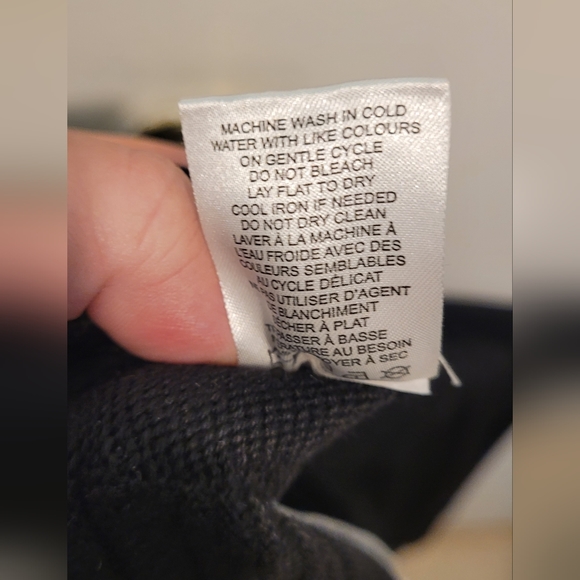 MACHINE WASH IN COLD
WATER WITH LIKE COLOURS
ON GENTLE CYCLE
DO NOT BLEACH
LAY FLAT TO DRY
COOL IRON IF NEEDED
DO NOT DRY CLEAN
LAVER À LA MACHINE À
L'EAU FROIDE AVEC DES
COULEURS SEMBLABLES
AU CYCLE DÉLICAT
UTILISER D'AGENT
BLANCHIMENT
À PLAT
À BASSE
AU BESOIN
À SEC